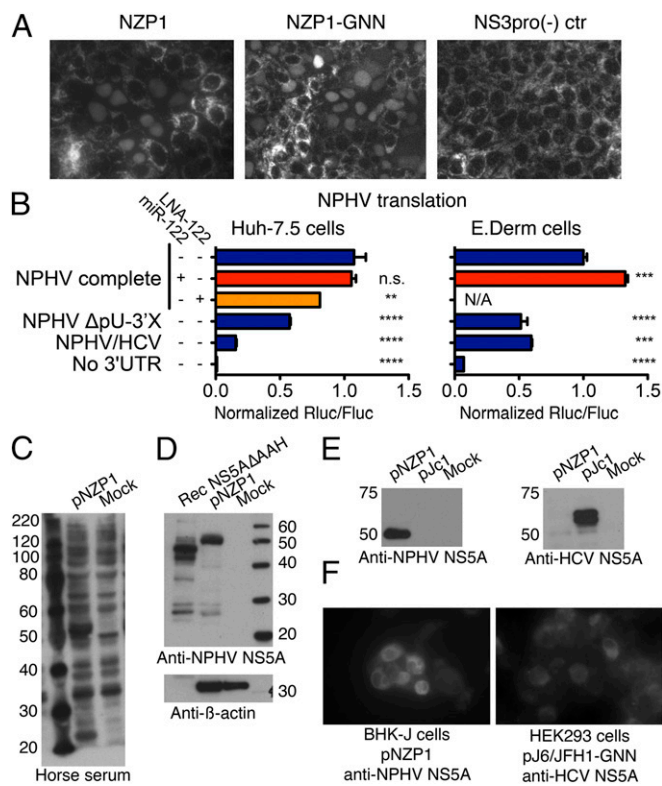 A
NZP1 NZP1-GNN NS3pro(-) ctr
B
NPHV translation
miR-122 LNA-122
Huh-7.5 cells E.Derm cells
- -
NPHV complete + - n.s. ***
- + ** N/A
NPHV ΔpU-3'X - - **** ****
NPHV/HCV - - **** ***
No 3'UTR - - **** ****
0.0 0.5 1.0 1.5 0.0 0.5 1.0 1.5
Normalized Rluc/Fluc Normalized Rluc/Fluc
C
pNZP1 Mock
220
120
100
80
60
50
40
30
20
Horse serum
D
Rec NS5AΔAAH pNZP1 Mock
60
50
40
30
20
Anti-NPHV NS5A
30
Anti-ß-actin
E
pNZP1 pJc1 Mock
75
50
Anti-NPHV NS5A
pNZP1 pJc1 Mock
75
50
Anti-HCV NS5A
F
BHK-J cells
pNZP1
anti-NPHV NS5A
HEK293 cells
pJ6/JFH1-GNN
anti-HCV NS5A